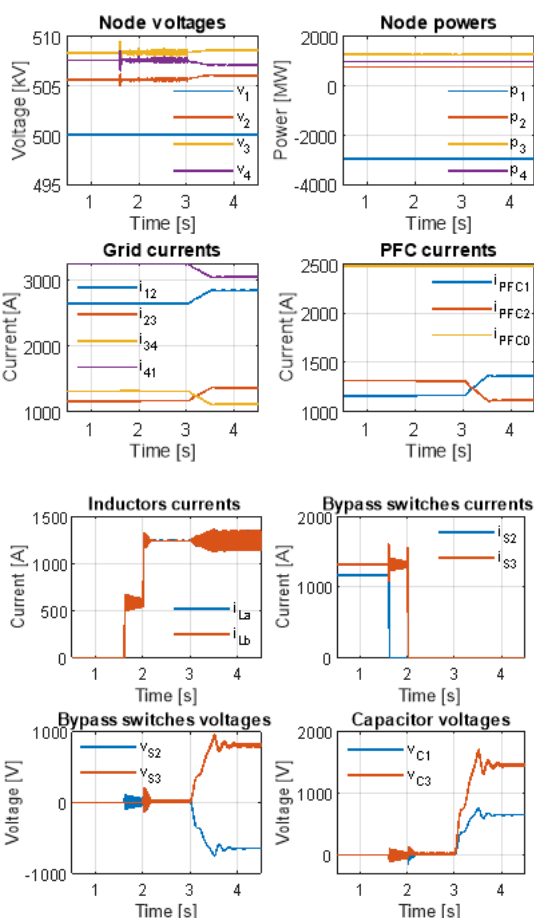 Node voltages
Node powers
510
505
500
495
Voltage [kV]
v1
v2
v3
v4
1 2 3 4
Time [s]
2000
0
-2000
-4000
Power [MW]
p1
p2
p3
p4
1 2 3 4
Time [s]
Grid currents
PFC currents
3000
2000
1000
Current [A]
i12
i23
i34
i41
1 2 3 4
Time [s]
2500
2000
1500
1000
Current [A]
iPFC1
iPFC2
iPFC0
1 2 3 4
Time [s]
Inductors currents
Bypass switches currents
1500
1000
500
0
Current [A]
iLa
iLb
1 2 3 4
Time [s]
2000
1000
0
Current [A]
iS2
iS3
1 2 3 4
Time [s]
Bypass switches voltages
Capacitor voltages
1000
0
-1000
Voltage [V]
vS2
vS3
1 2 3 4
Time [s]
2000
1000
0
Voltage [V]
vC1
vC3
1 2 3 4
Time [s]